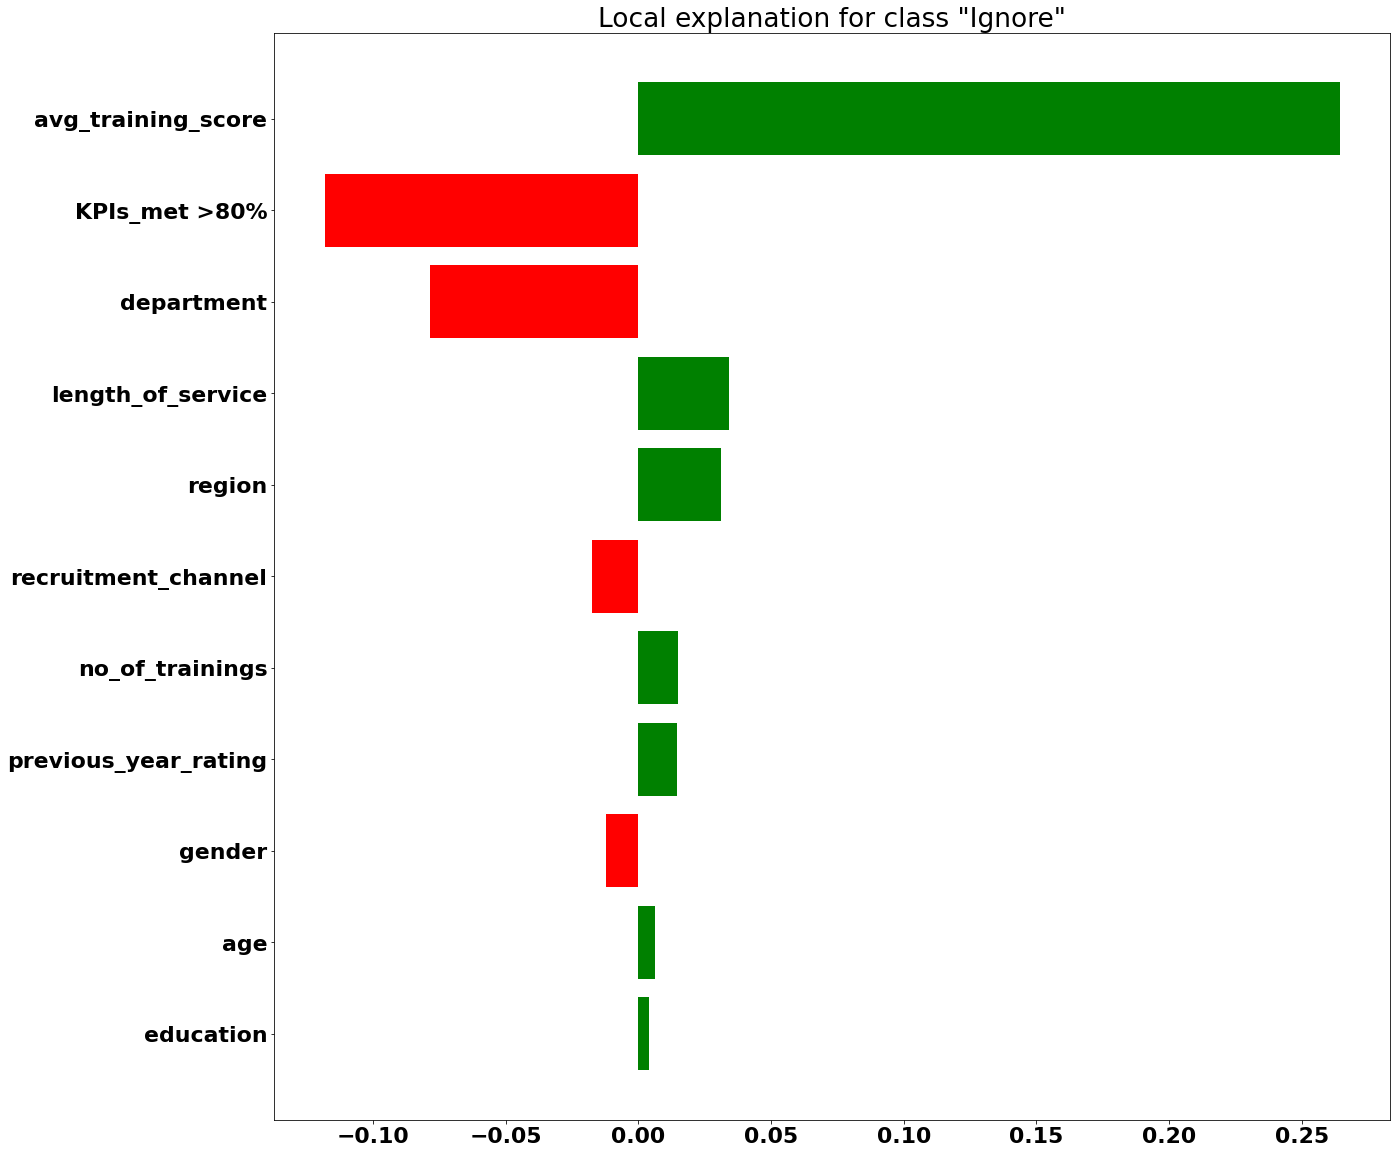 Local explanation for class "Ignore"
avg_training_score
KPIs_met >80%
department
length_of_service
region
recruitment_channel
no_of_trainings
previous_year_rating
gender
age
education
−0.10 −0.05 0.00 0.05 0.10 0.15 0.20 0.25